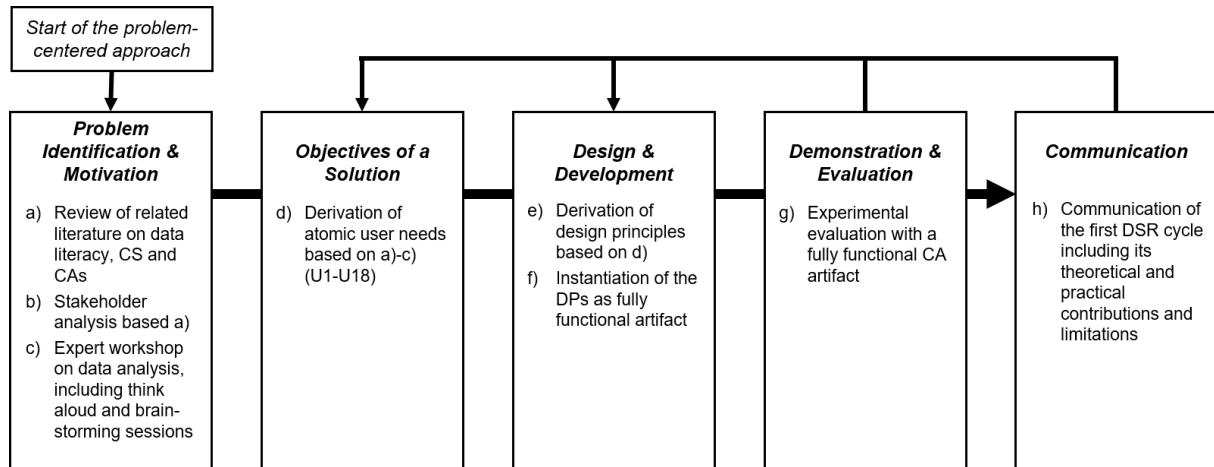 Start of the problem-
centered approach
Problem
Identification &
Motivation
a) Review of related
literature on data
literacy, CS and
CAs
b) Stakeholder
analysis based a)
c) Expert workshop
on data analysis,
including think
aloud and brain-
storming sessions
Objectives of a
Solution
d) Derivation of
atomic user needs
based on a)-c)
(U1-U18)
Design &
Development
e) Derivation of
design principles
based on d)
f) Instantiation of the
DPs as fully
functional artifact
Demonstration &
Evaluation
g) Experimental
evaluation with a
fully functional CA
artifact
Communication
h) Communication of
the first DSR cycle
including its
theoretical and
practical
contributions and
limitations